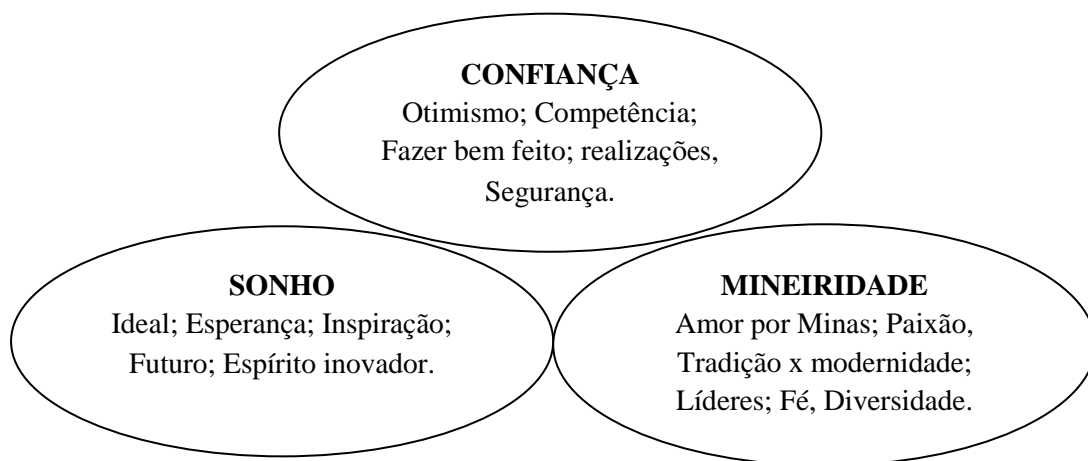 CONFIANÇA
Otimismo; Competência;
Fazer bem feito; realizações,
Segurança.
SONHO
Ideal; Esperança; Inspiração;
Futuro; Espírito inovador.
MINEIRIDADE
Amor por Minas; Paixão,
Tradição x modernidade;
Líderes; Fé, Diversidade.